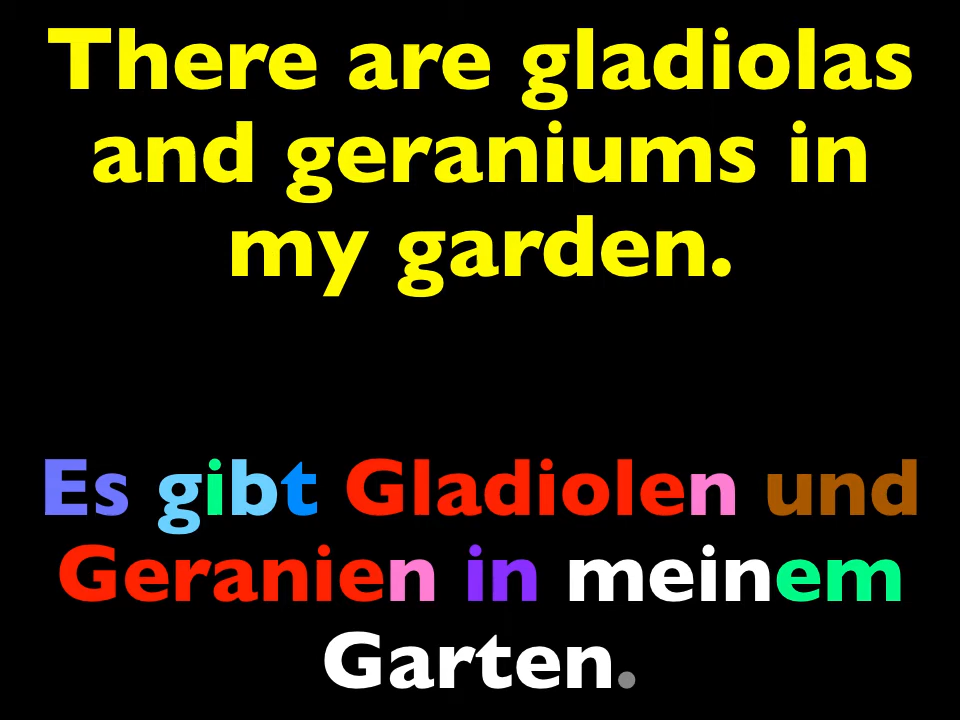 There are gladiolas
and geraniums in
my garden.
Es gibt Gladiolen und
Geranien in meinem
Garten.